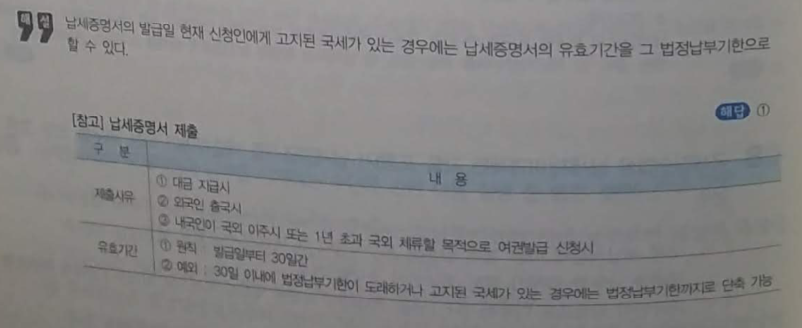 해설
납세증명서의 발급일 현재 신청인에게 고지된 국세가 있는 경우에는 납세증명서의 유효기간을 그 법정납부기한으로
할 수 있다.
해답 ①
[참고] 납세증명서 제출
구 분 내 용
제출사유 ① 대금 지급시
② 외국인 출국시
③ 내국인이 국외 이주시 또는 1년 초과 국외 체류할 목적으로 여권발급 신청시
유효기간 ① 원칙 : 발급일부터 30일간
② 예외 : 30일 이내에 법정납부기한이 도래하거나 고지된 국세가 있는 경우에는 법정납부기한까지로 단축 가능